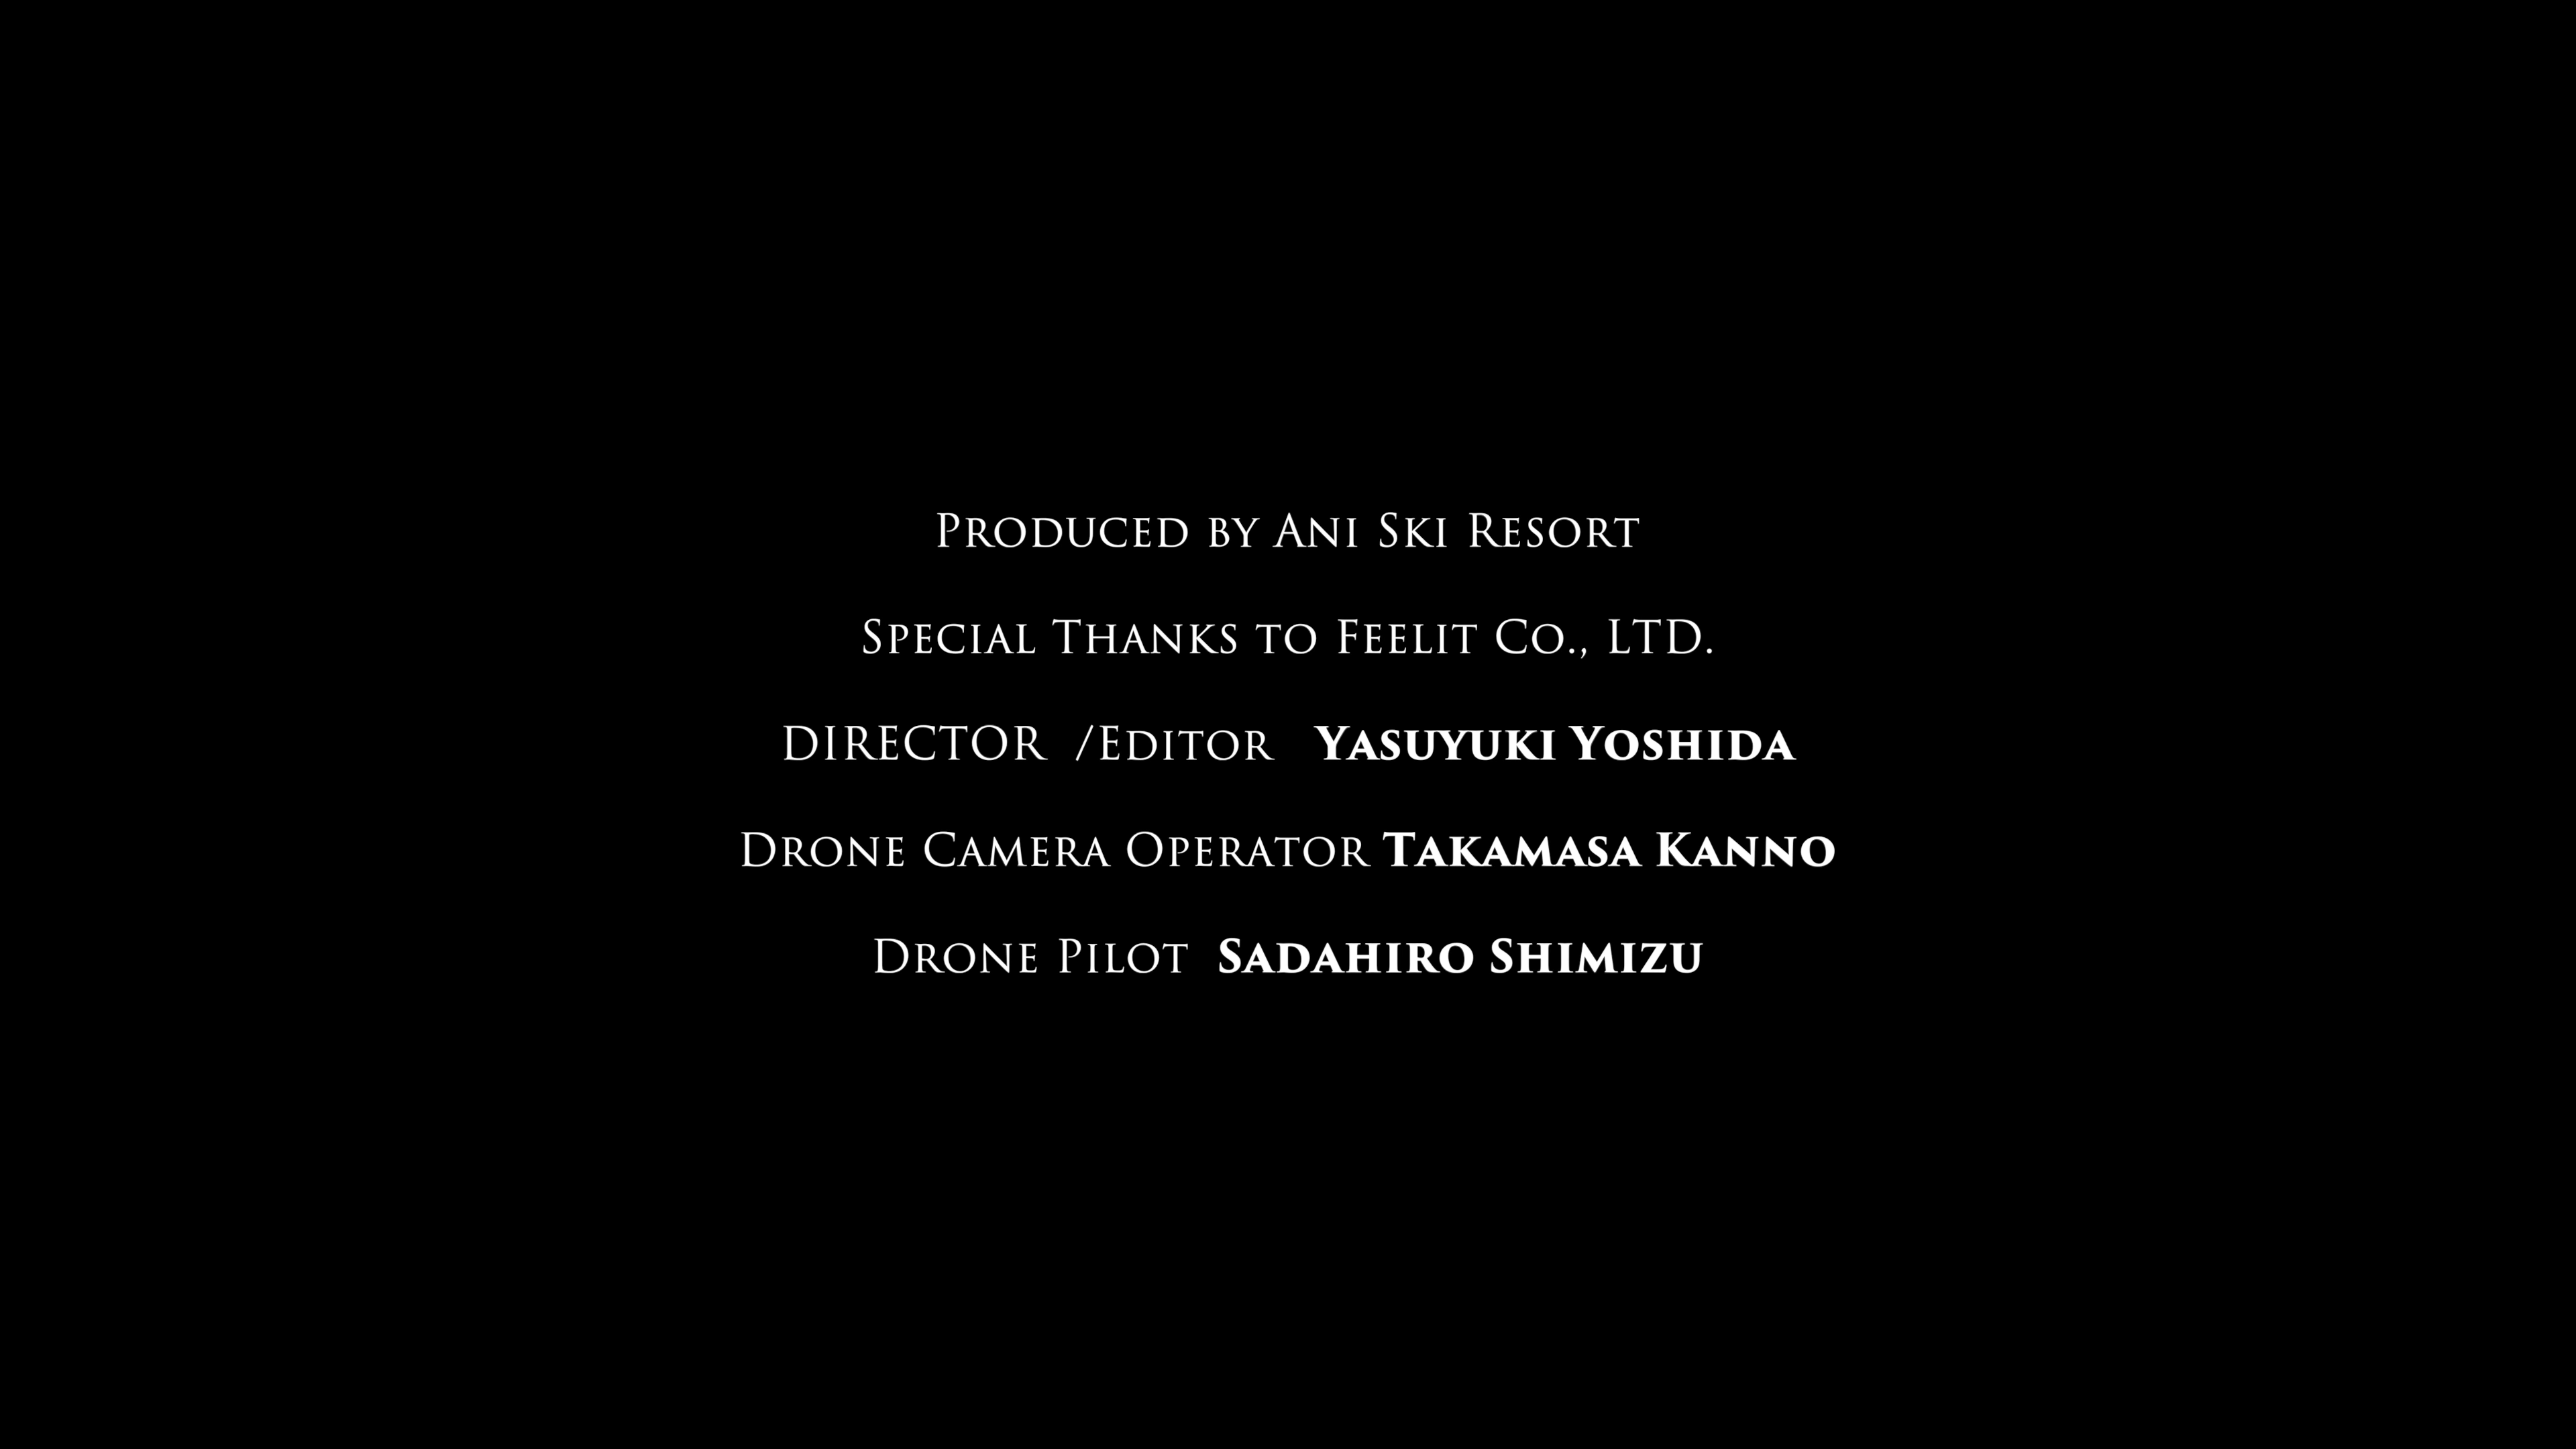 Produced by Ani Ski Resort
Special Thanks to Feelit Co., LTD.
DIRECTOR /Editor Yasuyuki Yoshida
Drone Camera Operator Takamasa Kanno
Drone Pilot Sadahiro Shimizu